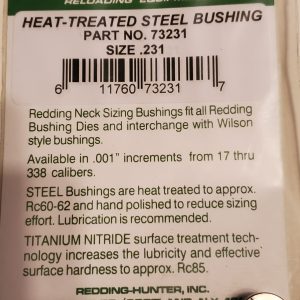 RELOADING EQUIPMENT
HEAT-TREATED STEEL BUSHING
PART NO. 73231
SIZE .231
6 11760 73231 7
Redding Neck Sizing Bushings fit all Redding
Bushing Dies and interchange with Wilson
style bushings.
Available in .001" increments from 17 thru
338 calibers.
STEEL Bushings are heat treated to approx.
Rc60-62 and hand polished to reduce sizing
effort. Lubrication is recommended.
TITANIUM NITRIDE surface treatment tech-
nology increases the lubricity and effective
surface hardness to approx. Rc85.
REDDING-HUNTER, INC.